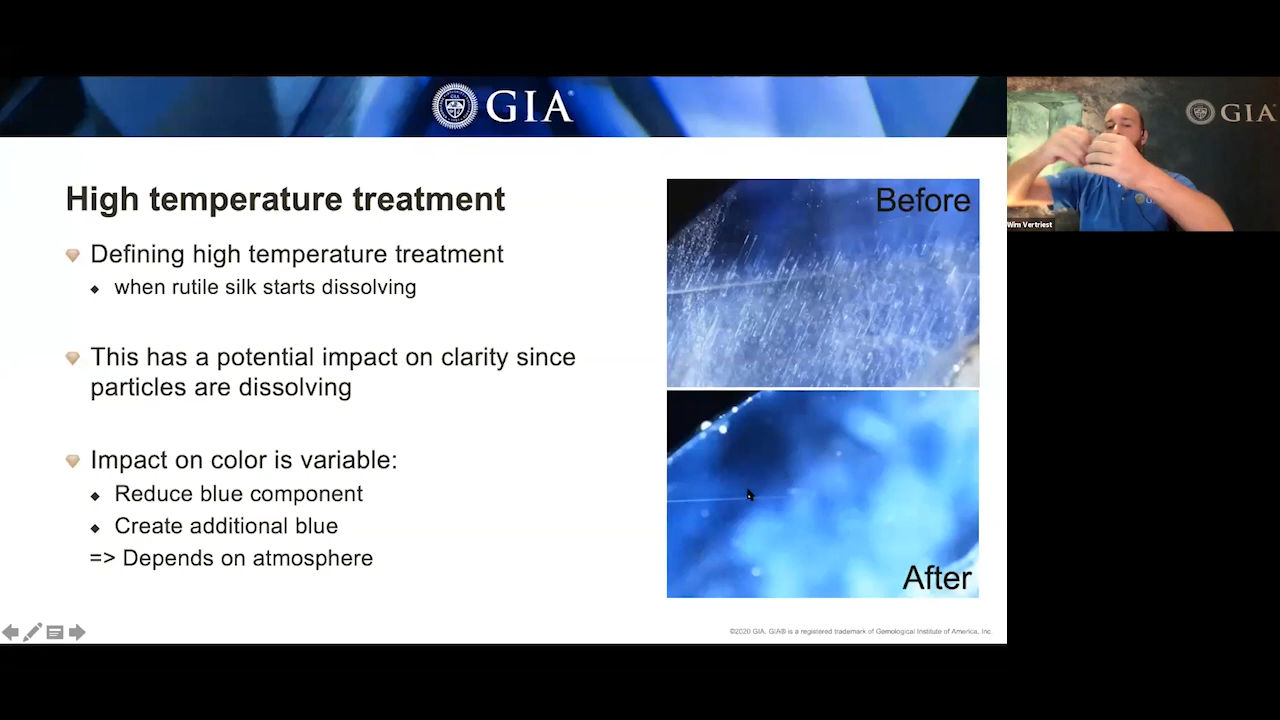 GIA®
GIA
Wim Vertriest
High temperature treatment
Before
Defining high temperature treatment
when rutile silk starts dissolving
This has a potential impact on clarity since
particles are dissolving
Impact on color is variable:
Reduce blue component
Create additional blue
=> Depends on atmosphere
After
©2020 GIA. GIA® is a registered trademark of Gemological Institute of America, Inc